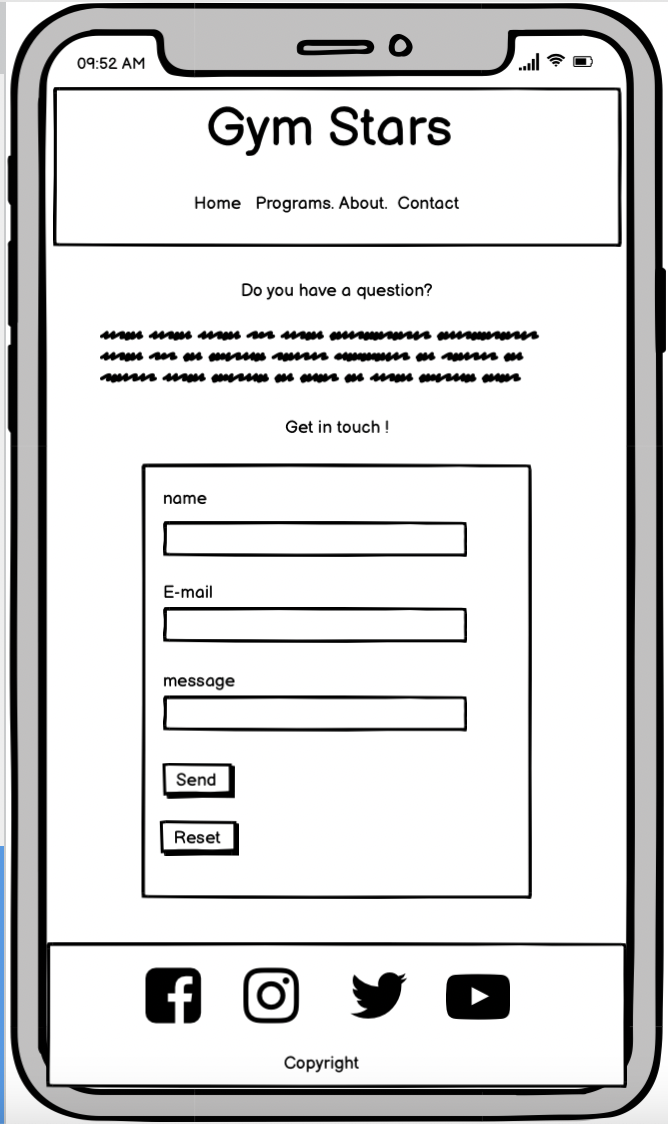 09:52 AM
Gym Stars
Home Programs. About. Contact
Do you have a question?
Get in touch !
name
E-mail
message
Send
Reset
Copyright